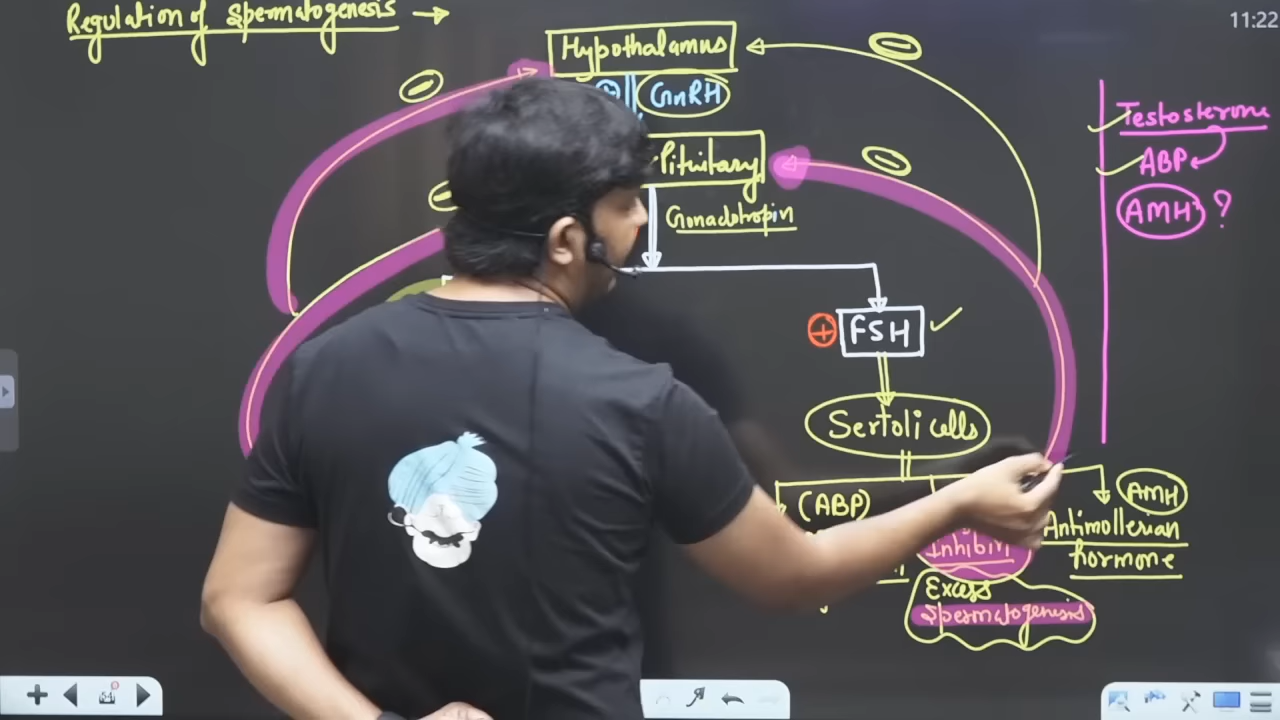 Regulation of Spermatogenesis →
11:22
Hypothalamus
GnRH
Pituitary
Gonadotropin
Testosterone
ABP
AMH ?
FSH
Sertoli cells
(ABP)
Inhibin
AMH
Antimollerian
hormone
Excess
Spermatogenesis